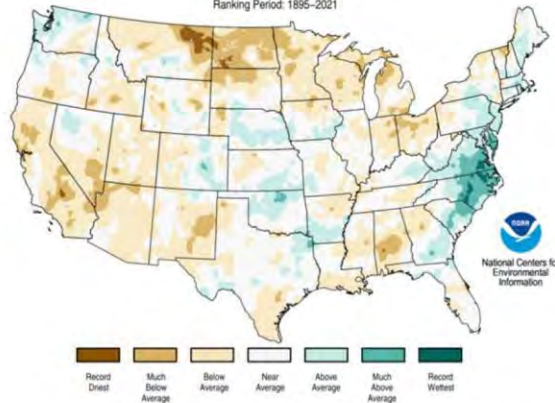 Ranking Period: 1895–2021
noaa
National Centers for
Environmental
Information
Record
Driest
Much
Below
Average
Below
Average
Near
Average
Above
Average
Much
Above
Average
Record
Wettest